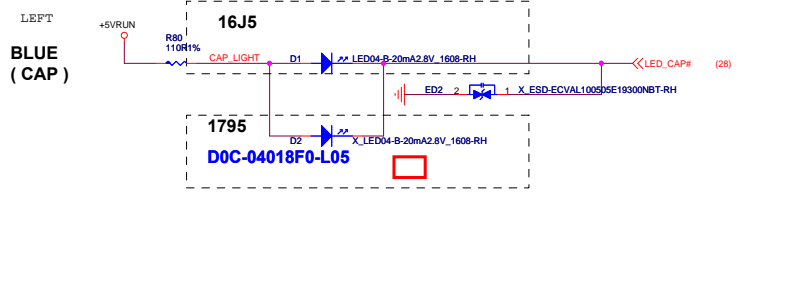 LEFT
+5VRUN
16J5
BLUE
( CAP )
R80
110R1%
CAP_LIGHT
D1
LED04-B-20mA2.8V_1608-RH
LED_CAP#
(28)
ED2
2
1
X_ESD-ECVAL100505E19300NBT-RH
1795
D2
X_LED04-B-20mA2.8V_1608-RH
D0C-04018F0-L05